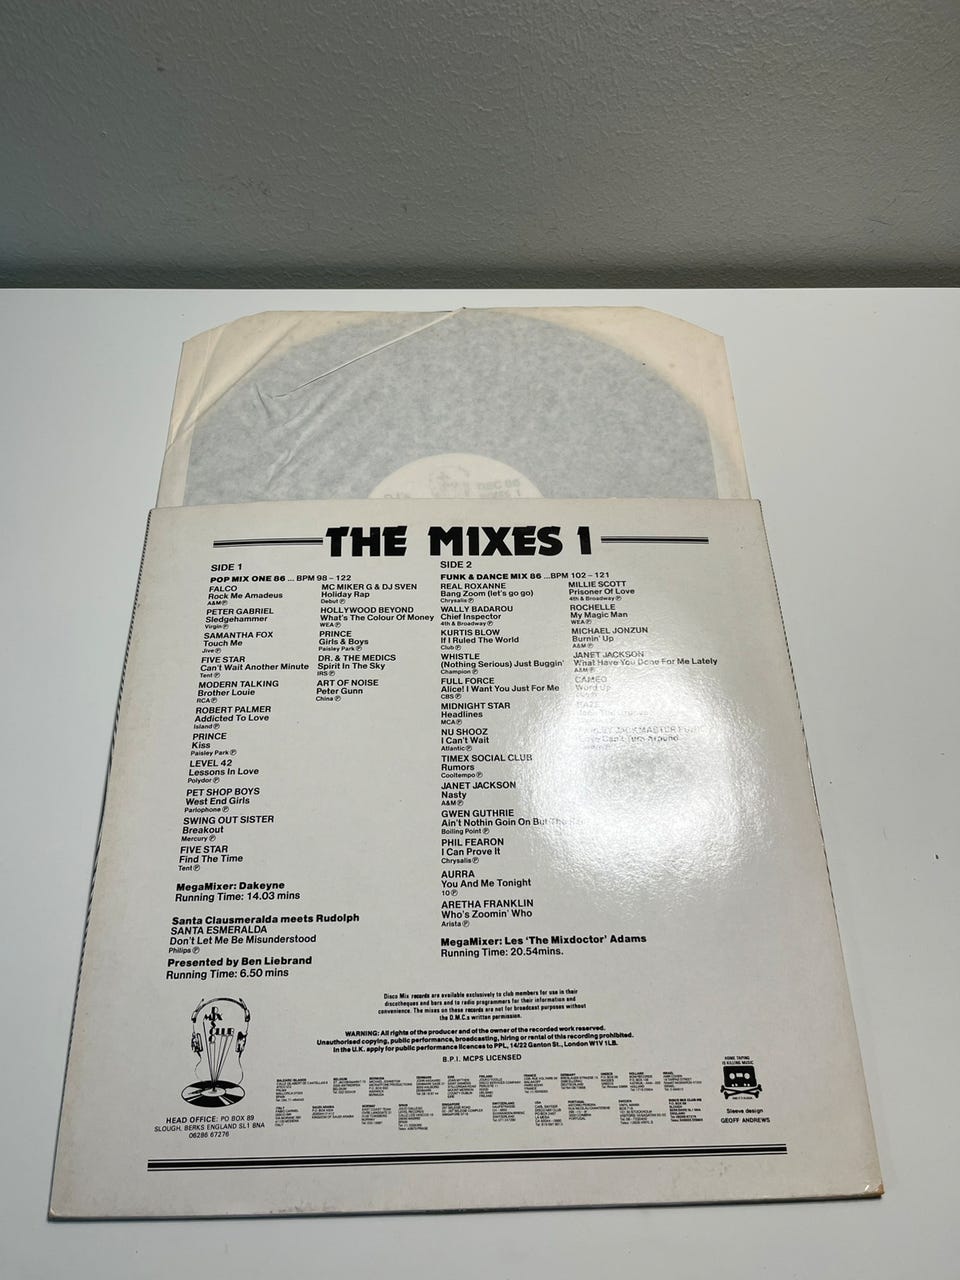 THE MIXES 1
SIDE 1
POP MIX ONE 86 ... BPM 98 – 122
FALCO
Rock Me Amadeus
A&M Ⓟ
PETER GABRIEL
Sledgehammer
Virgin Ⓟ
SAMANTHA FOX
Touch Me
Jive Ⓟ
FIVE STAR
Can't Wait Another Minute
Tent Ⓟ
MODERN TALKING
Brother Louie
RCA Ⓟ
ROBERT PALMER
Addicted To Love
Island Ⓟ
PRINCE
Kiss
Paisley Park Ⓟ
LEVEL 42
Lessons In Love
Polydor Ⓟ
PET SHOP BOYS
West End Girls
Parlophone Ⓟ
SWING OUT SISTER
Breakout
Mercury Ⓟ
FIVE STAR
Find The Time
Tent Ⓟ
MC MIKER G & DJ SVEN
Holiday Rap
Debut Ⓟ
HOLLYWOOD BEYOND
What's The Colour Of Money
WEA Ⓟ
PRINCE
Girls & Boys
Paisley Park Ⓟ
DR. & THE MEDICS
Spirit In The Sky
IRS Ⓟ
ART OF NOISE
Peter Gunn
China Ⓟ
MegaMixer: Dakeyne
Running Time: 14.03 mins
Santa Clausmeralda meets Rudolph
SANTA ESMERALDA
Don't Let Me Be Misunderstood
Philips Ⓟ
Presented by Ben Liebrand
Running Time: 6.50 mins
SIDE 2
FUNK & DANCE MIX 86 ... BPM 102 – 121
REAL ROXANNE
Bang Zoom (let's go go)
Chrysalis Ⓟ
WALLY BADAROU
Chief Inspector
4th & Broadway Ⓟ
KURTIS BLOW
If I Ruled The World
Club Ⓟ
WHISTLE
(Nothing Serious) Just Buggin'
Champion Ⓟ
FULL FORCE
Alice! I Want You Just For Me
CBS Ⓟ
MIDNIGHT STAR
Headlines
MCA Ⓟ
NU SHOOZ
I Can't Wait
Atlantic Ⓟ
TIMEX SOCIAL CLUB
Rumors
Cooltempo Ⓟ
JANET JACKSON
Nasty
A&M Ⓟ
GWEN GUTHRIE
Ain't Nothin Goin On But The
Boiling Point Ⓟ
PHIL FEARON
I Can Prove It
Chrysalis Ⓟ
AURRA
You And Me Tonight
10 Ⓟ
ARETHA FRANKLIN
Who's Zoomin' Who
Arista Ⓟ
MILLIE SCOTT
Prisoner Of Love
4th & Broadway Ⓟ
ROCHELLE
My Magic Man
WEA Ⓟ
MICHAEL JONZUN
Burnin' Up
A&M Ⓟ
JANET JACKSON
What Have You Done For Me Lately
A&M Ⓟ
CAMEO
Word Up
Can't Turn Around
MegaMixer: Les 'The Mixdoctor' Adams
Running Time: 20.54mins.
Disco Mix records are available exclusively to club members for use in their
discotheques and bars and to radio programmers for their information and
convenience. The mixes on these records are not for broadcast purposes without
the D.M.C.s written permission.
WARNING: All rights of the producer and of the owner of the recorded work reserved.
Unauthorised copying, public performance, broadcasting, hiring or rental of this recording prohibited.
In the U.K. apply for public performance licences to PPL, 14/22 Ganton St., London W1V 1LB.
B.P.I. MCPS LICENSED
HEAD OFFICE: PO BOX 89
SLOUGH, BERKS ENGLAND SL1 8NA
06286 67276
HOME TAPING
IS KILLING MUSIC
Sleeve design
GEOFF ANDREWS